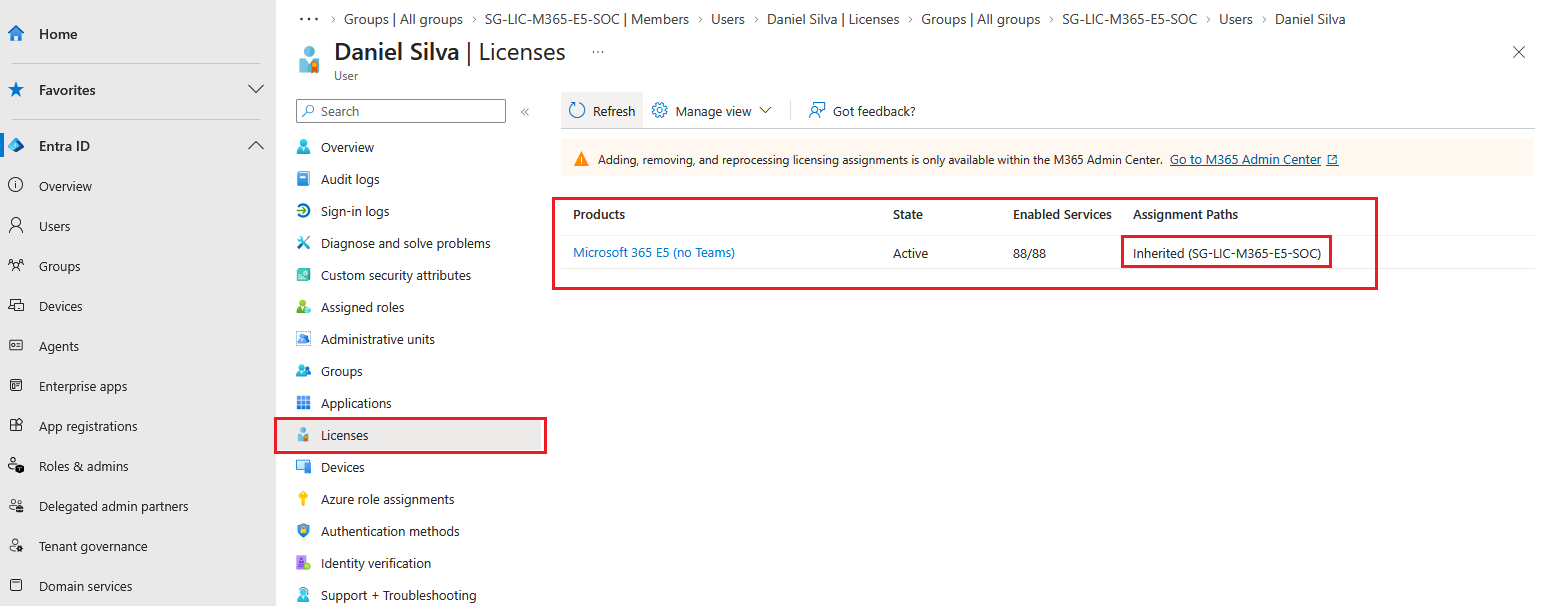 Home
Favorites
Entra ID
Overview
Users
Groups
Devices
Agents
Enterprise apps
App registrations
Roles & admins
Delegated admin partners
Tenant governance
Domain services
··· > Groups | All groups > SG-LIC-M365-E5-SOC | Members > Users > Daniel Silva | Licenses > Groups | All groups > SG-LIC-M365-E5-SOC > Users > Daniel Silva
Daniel Silva | Licenses ···
User
Search
Overview
Audit logs
Sign-in logs
Diagnose and solve problems
Custom security attributes
Assigned roles
Administrative units
Groups
Applications
Licenses
Devices
Azure role assignments
Authentication methods
Identity verification
Support + Troubleshooting
Refresh Manage view Got feedback?
Adding, removing, and reprocessing licensing assignments is only available within the M365 Admin Center. Go to M365 Admin Center
Products State Enabled Services Assignment Paths
Microsoft 365 E5 (no Teams) Active 88/88 Inherited (SG-LIC-M365-E5-SOC)